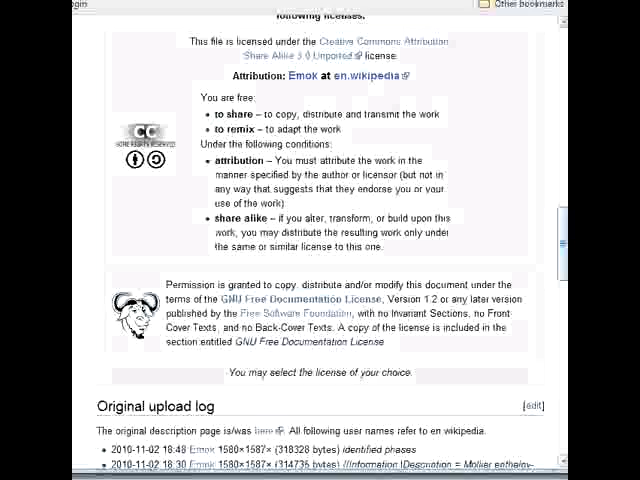 ogin
Other bookmarks
following licenses:
This file is licensed under the Creative Commons Attribution
Share Alike 3.0 Unported license.
Attribution: Emok at en.wikipedia
You are free:
to share – to copy, distribute and transmit the work
to remix – to adapt the work
Under the following conditions:
attribution – You must attribute the work in the
manner specified by the author or licensor (but not in
any way that suggests that they endorse you or your
use of the work)
share alike – if you alter, transform, or build upon this
work, you may distribute the resulting work only under
the same or similar license to this one.
CC
SOME RIGHTS RESERVED
Permission is granted to copy, distribute and/or modify this document under the
terms of the GNU Free Documentation License, Version 1.2 or any later version
published by the Free Software Foundation, with no Invariant Sections, no Front
Cover Texts, and no Back-Cover Texts. A copy of the license is included in the
section entitled GNU Free Documentation License
You may select the license of your choice.
Original upload log
[edit]
The original description page is/was here. All following user names refer to en wikipedia.
2010-11-02 18:48 Emok 1580×1587× (318328 bytes) identified phases
2010-11-02 18:30 Emok 1580×1587× (314735 bytes) {{Information |Description = Mollier enthalpy-